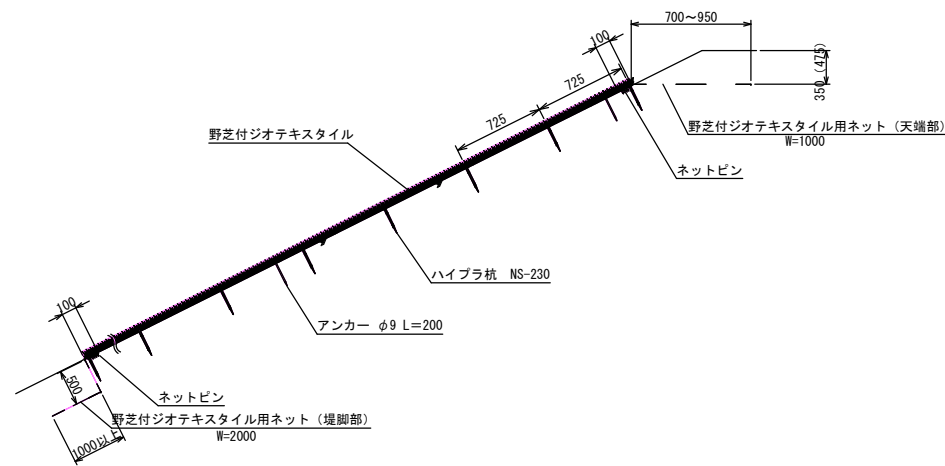 700～950
100
350 (475)
725
725
野芝付ジオテキスタイル
野芝付ジオテキスタイル用ネット（天端部）
W=1000
ネットピン
ハイプラ杭 NS-230
アンカー φ9 L=200
100
500
ネットピン
野芝付ジオテキスタイル用ネット（堤脚部）
W=2000
1000以上